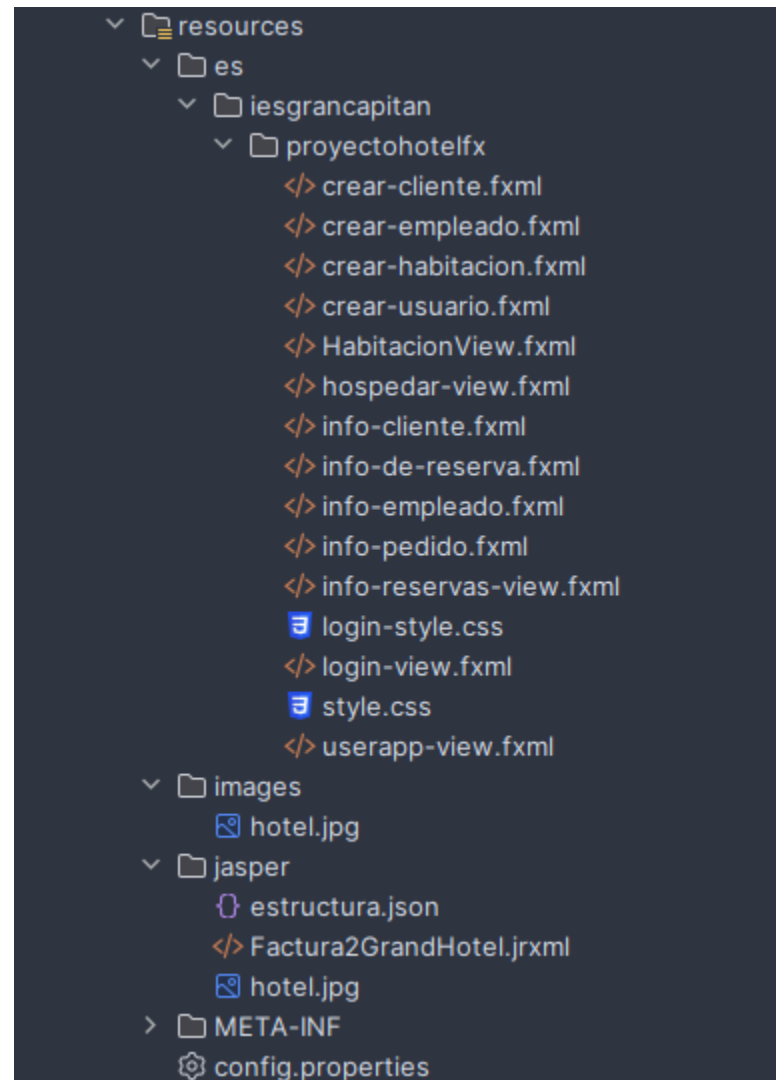 resources
es
iesgrancapitan
proyectohotelfx
crear-cliente.fxml
crear-empleado.fxml
crear-habitacion.fxml
crear-usuario.fxml
HabitacionView.fxml
hospedar-view.fxml
info-cliente.fxml
info-de-reserva.fxml
info-empleado.fxml
info-pedido.fxml
info-reservas-view.fxml
login-style.css
login-view.fxml
style.css
userapp-view.fxml
images
hotel.jpg
jasper
estructura.json
Factura2GrandHotel.jrxml
hotel.jpg
META-INF
config.properties